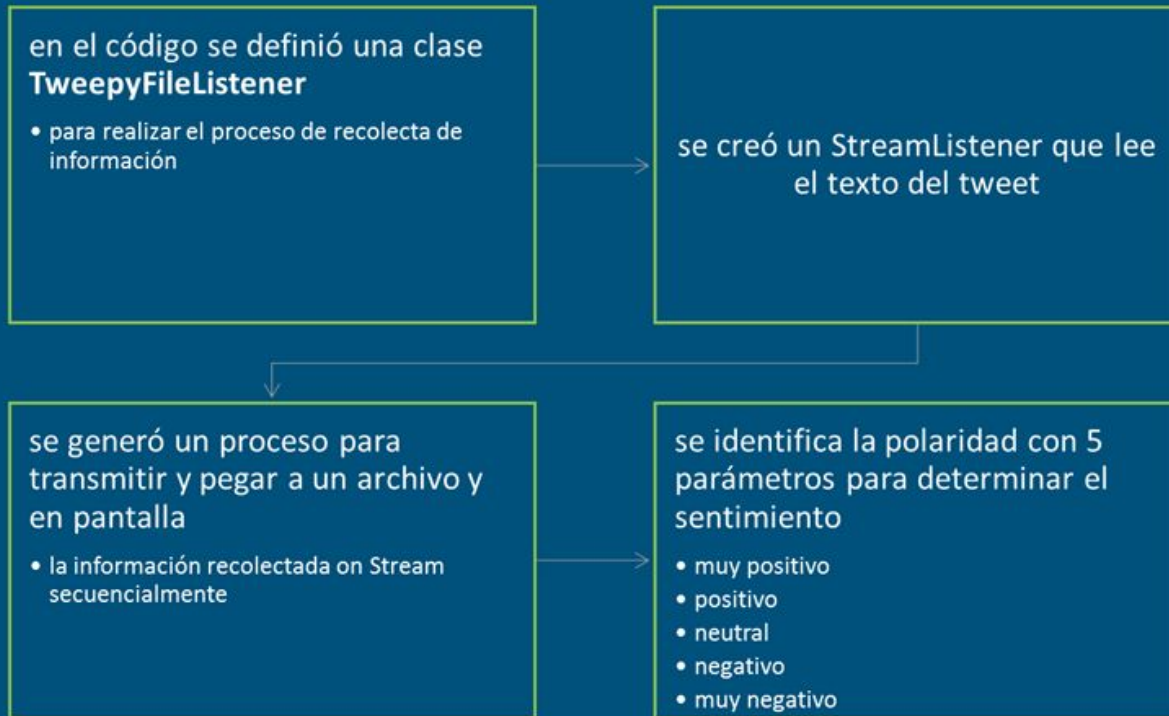 en el código se definió una clase
TweepyFileListener
• para realizar el proceso de recolecta de
información
se creó un StreamListener que lee
el texto del tweet
se generó un proceso para
transmitir y pegar a un archivo y
en pantalla
• la información recolectada on Stream
secuencialmente
se identifica la polaridad con 5
parámetros para determinar el
sentimiento
• muy positivo
• positivo
• neutral
• negativo
• muy negativo